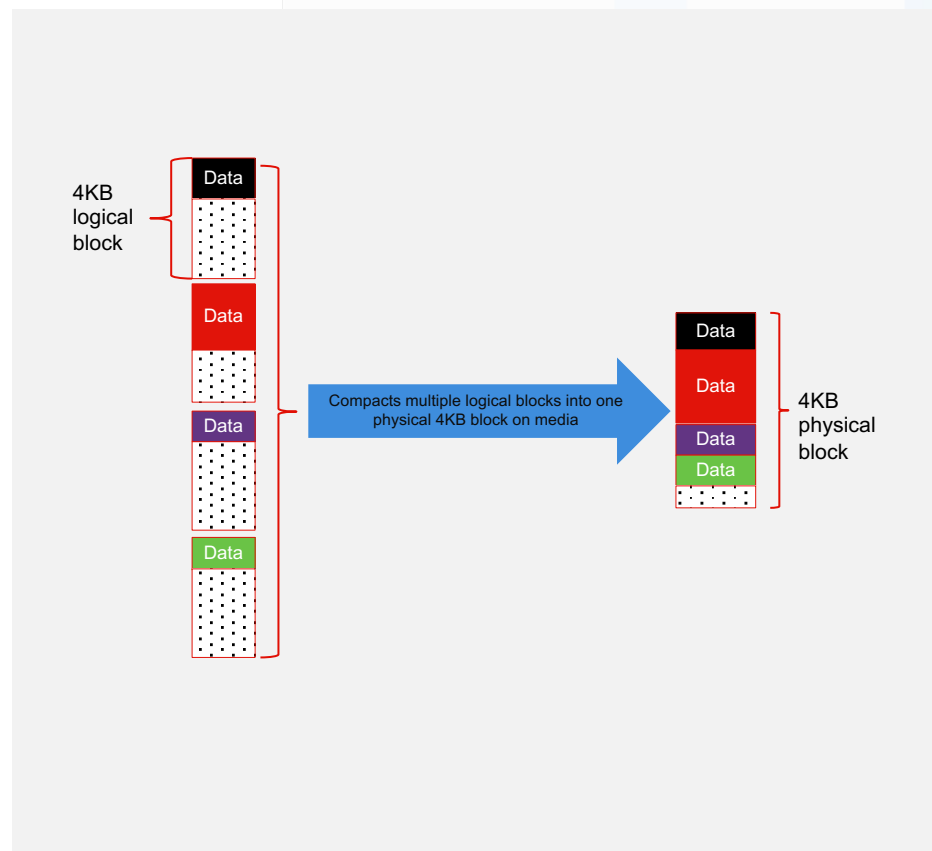 4KB
logical
block
Data
Data
Data
Data
Compacts multiple logical blocks into one
physical 4KB block on media
Data
Data
Data
Data
4KB
physical
block